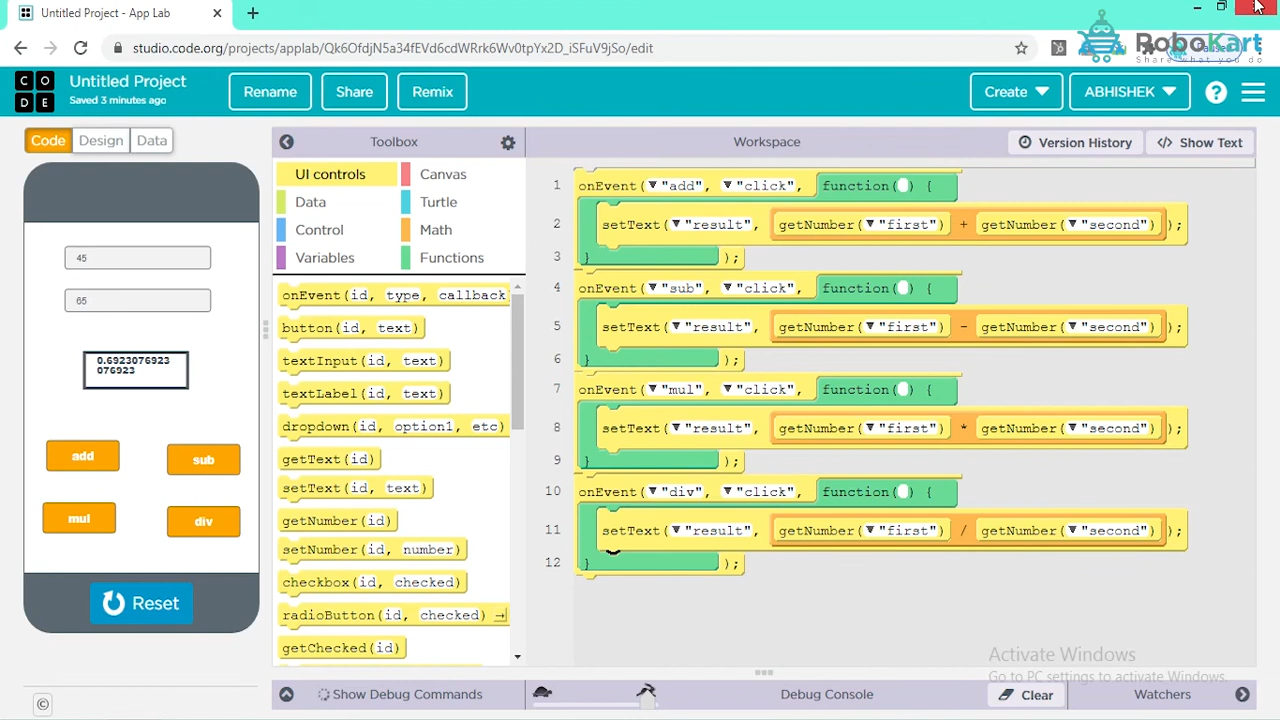 Untitled Project - App Lab
studio.code.org/projects/applab/Qk6OfdjN5a34fEVd6cdWRrk6Wv0tpYx2D_iSFuV9jSo/edit
RoboKart
Share what you do
CODE
Untitled Project
Saved 3 minutes ago
Rename
Share
Remix
Create
ABHISHEK
?
Code
Design
Data
Toolbox
Workspace
Version History
</> Show Text
45
65
0.6923076923
076923
add
sub
mul
div
Reset
UI controls
Canvas
Data
Turtle
Control
Math
Variables
Functions
onEvent(id, type, callback
button(id, text)
textInput(id, text)
textLabel(id, text)
dropdown(id, option1, etc)
getText(id)
setText(id, text)
getNumber(id)
setNumber(id, number)
checkbox(id, checked)
radioButton(id, checked)
getChecked(id)
1 onEvent("add", "click", function() {
2 setText("result", getNumber("first") + getNumber("second"));
3 });
4 onEvent("sub", "click", function() {
5 setText("result", getNumber("first") - getNumber("second"));
6 });
7 onEvent("mul", "click", function() {
8 setText("result", getNumber("first") * getNumber("second"));
9 });
10 onEvent("div", "click", function() {
11 setText("result", getNumber("first") / getNumber("second"));
12 });
Activate Windows
Go to PC settings to activate Windows.
©
Show Debug Commands
Debug Console
Clear
Watchers